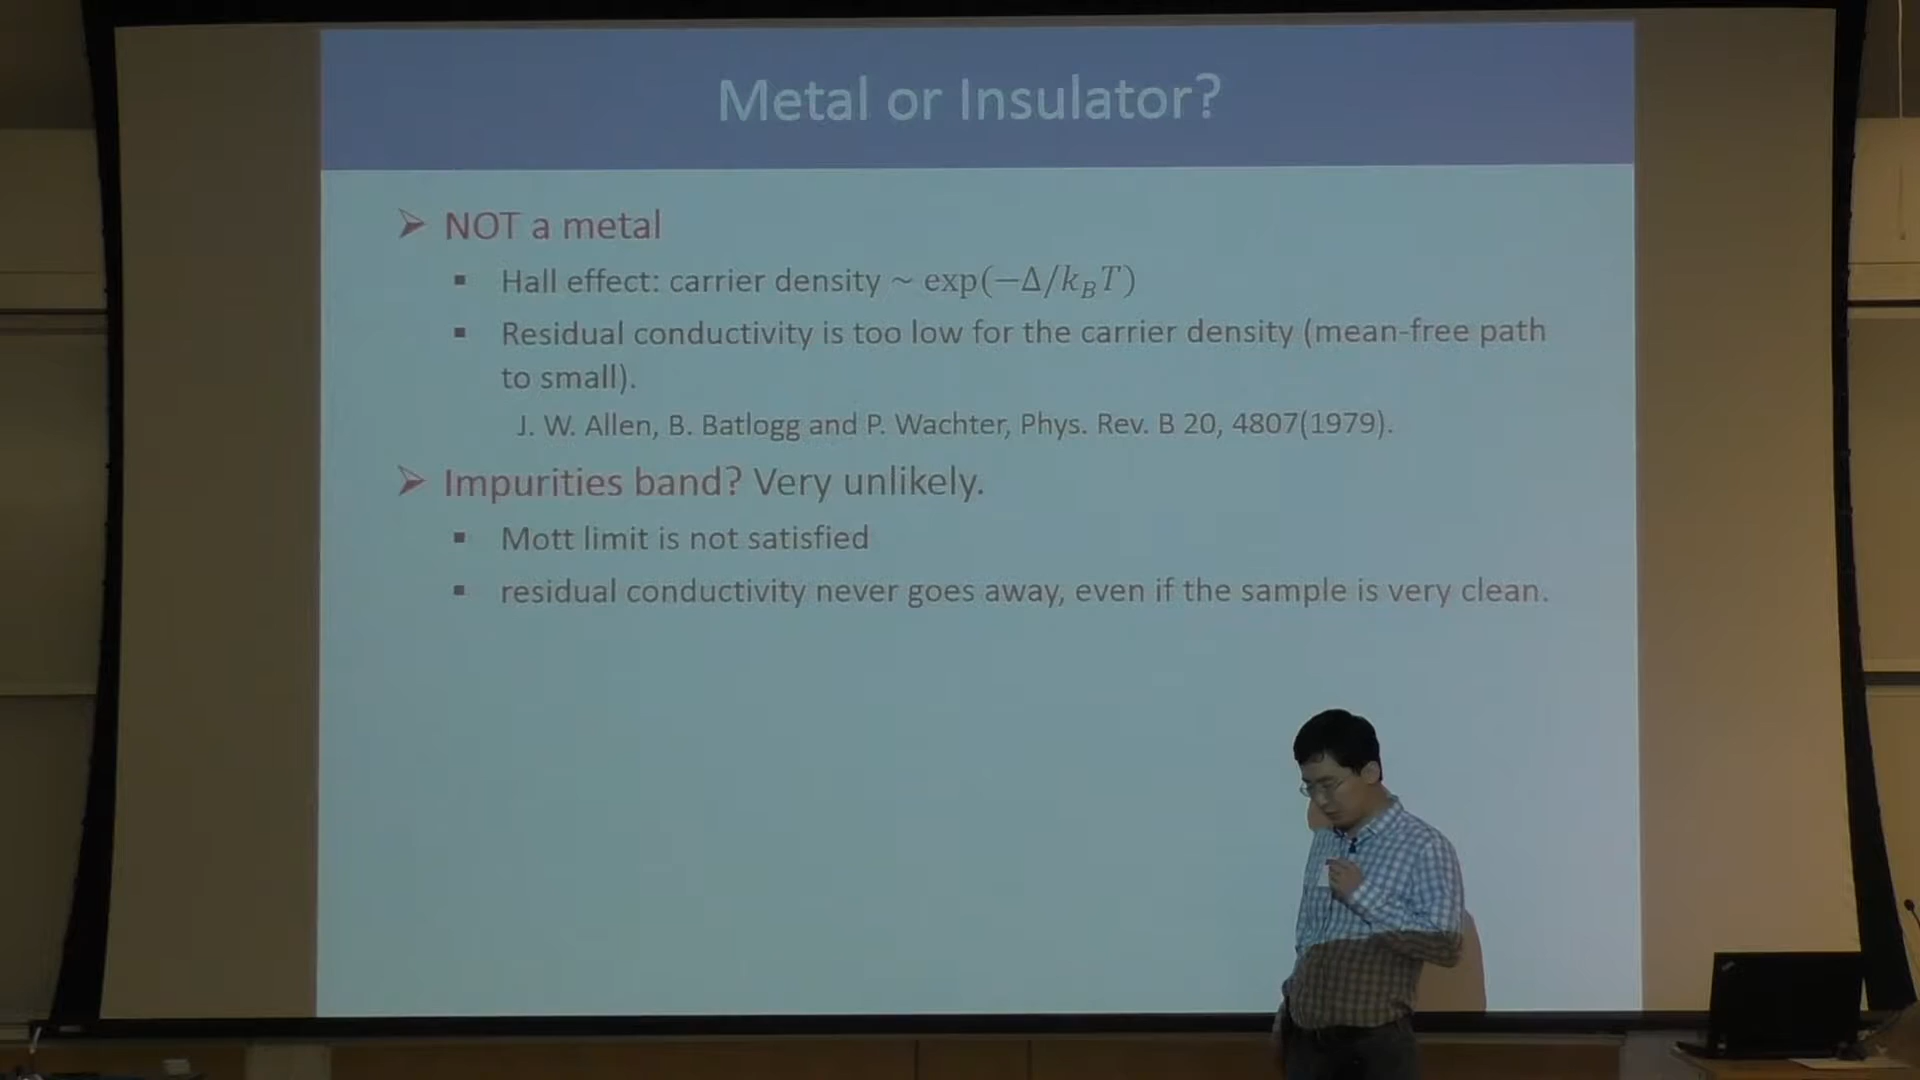 Metal or Insulator?
➢ NOT a metal
▪ Hall effect: carrier density ~ exp(−Δ/k_BT)
▪ Residual conductivity is too low for the carrier density (mean-free path
to small).
J. W. Allen, B. Batlogg and P. Wachter, Phys. Rev. B 20, 4807(1979).
➢ Impurities band? Very unlikely.
▪ Mott limit is not satisfied
▪ residual conductivity never goes away, even if the sample is very clean.